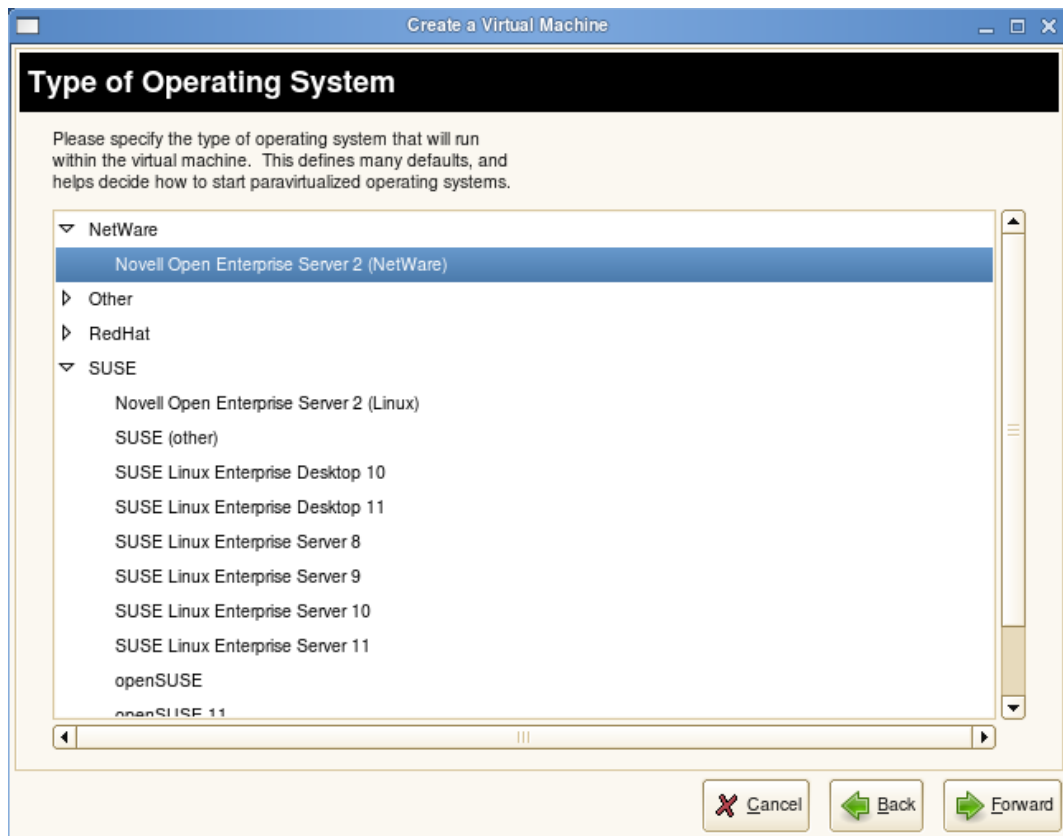 Create a Virtual Machine
Type of Operating System
Please specify the type of operating system that will run
within the virtual machine.  This defines many defaults, and
helps decide how to start paravirtualized operating systems.
NetWare
Novell Open Enterprise Server 2 (NetWare)
Other
RedHat
SUSE
Novell Open Enterprise Server 2 (Linux)
SUSE (other)
SUSE Linux Enterprise Desktop 10
SUSE Linux Enterprise Desktop 11
SUSE Linux Enterprise Server 8
SUSE Linux Enterprise Server 9
SUSE Linux Enterprise Server 10
SUSE Linux Enterprise Server 11
openSUSE
openSUSE 11
Cancel
Back
Forward